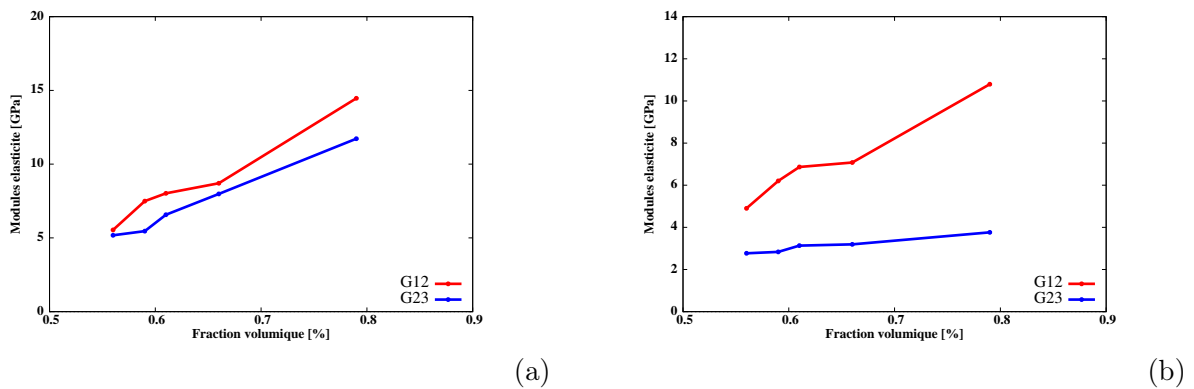 20
15
10
5
0
0.5 0.6 0.7 0.8 0.9
Modules elasticite [GPa]
Fraction volumique [%]
G12
G23
(a)
14
12
10
8
6
4
2
0
0.5 0.6 0.7 0.8 0.9
Modules elasticite [GPa]
Fraction volumique [%]
G12
G23
(b)